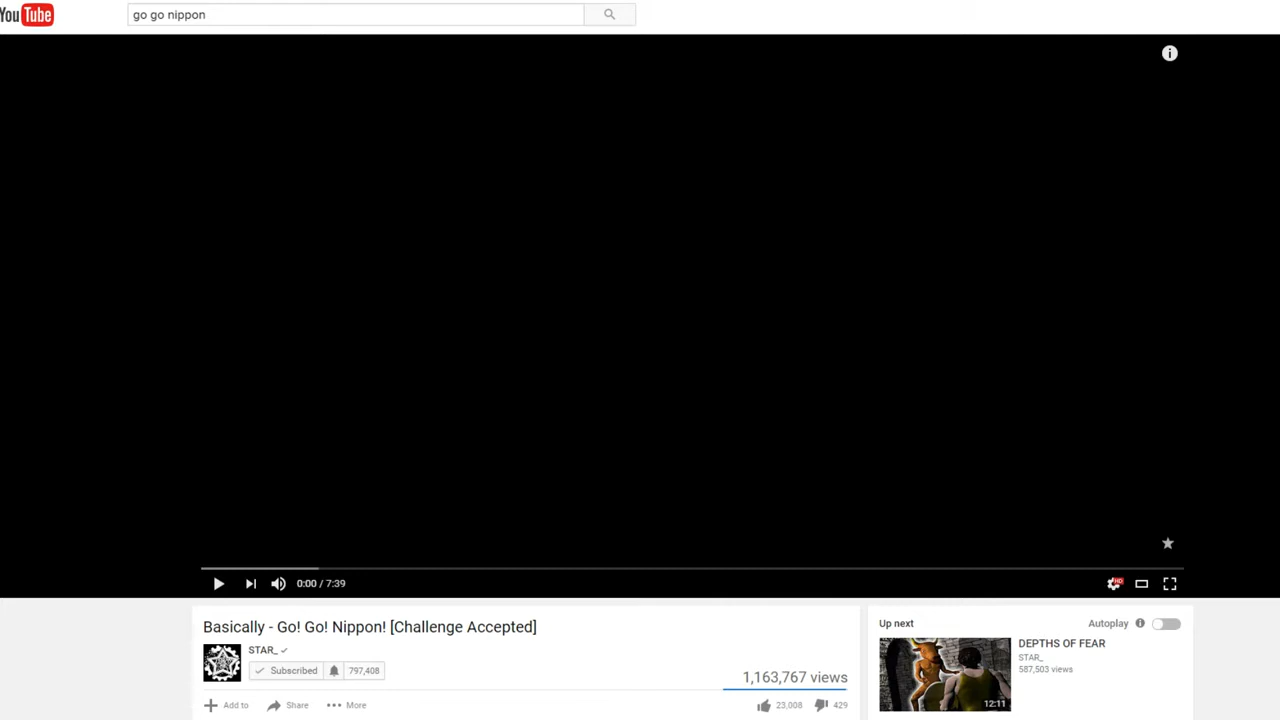 YouTube
go go nippon
0:00 / 7:39
HD
Basically - Go! Go! Nippon! [Challenge Accepted]
STAR_
Subscribed 797,408
1,163,767 views
Add to Share More
23,008 429
Up next
Autoplay
DEPTHS OF FEAR
STAR_
587,503 views
12:11